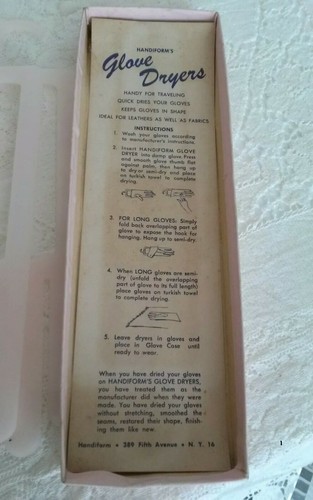 HANDIFORM'S
Glove
Dryers
HANDY FOR TRAVELING
QUICK DRIES YOUR GLOVES
KEEPS GLOVES IN SHAPE
IDEAL FOR LEATHERS AS WELL AS FABRICS
INSTRUCTIONS
1. Wash your gloves according
to manufacturer's instructions.
2. Insert HANDIFORM GLOVE
DRYER into damp glove. Press
and smooth glove thumb flat
against palm, then hang up
to dry or semi-dry and place
on turkish towel to complete
drying.
3. FOR LONG GLOVES: Simply
fold back overlapping part of
glove to expose the hook for
hanging. Hang up to semi-dry.
4. When LONG gloves are semi-
dry (unfold the overlapping
part of glove to its full length)
place gloves on turkish towel
to complete drying.
5. Leave dryers in gloves and
place in Glove Case until
ready to wear.
When you have dried your gloves
on HANDIFORM'S GLOVE DRYERS,
you have treated them as the
manufacturer did when they were
made. You have dried your gloves
without stretching, smoothed the
seams, restored their shape, finish-
ing them like new.
Handiform • 389 Fifth Avenue • N. Y. 16
1